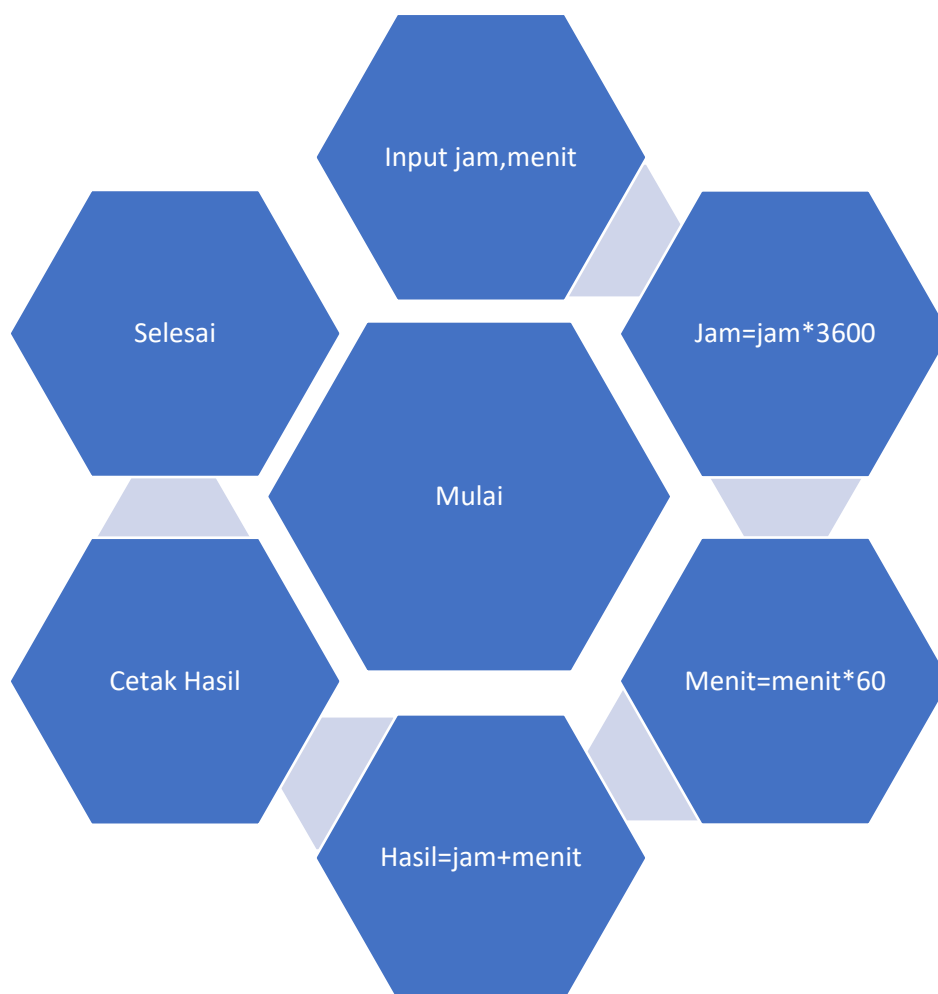 Input jam,menit
Jam=jam*3600
Menit=menit*60
Hasil=jam+menit
Cetak Hasil
Selesai
Mulai